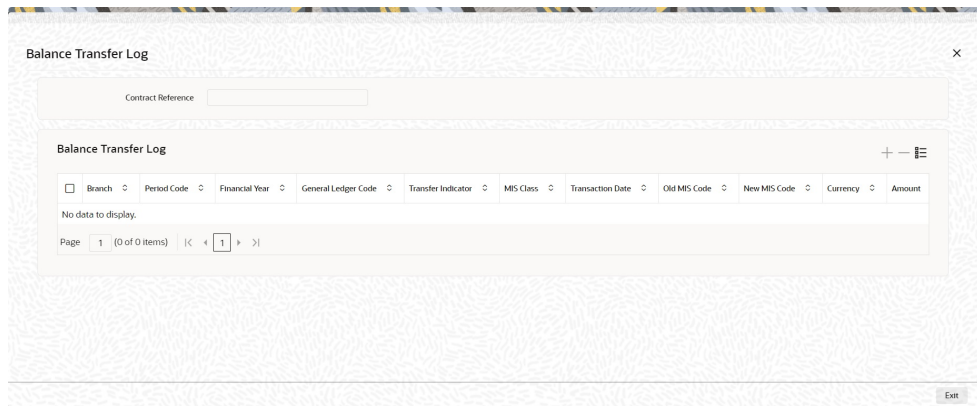 Balance Transfer Log
Contract Reference
Balance Transfer Log
Branch Period Code Financial Year General Ledger Code Transfer Indicator MIS Class Transaction Date Old MIS Code New MIS Code Currency Amount
No data to display.
Page 1 (0 of 0 items) 1
Exit